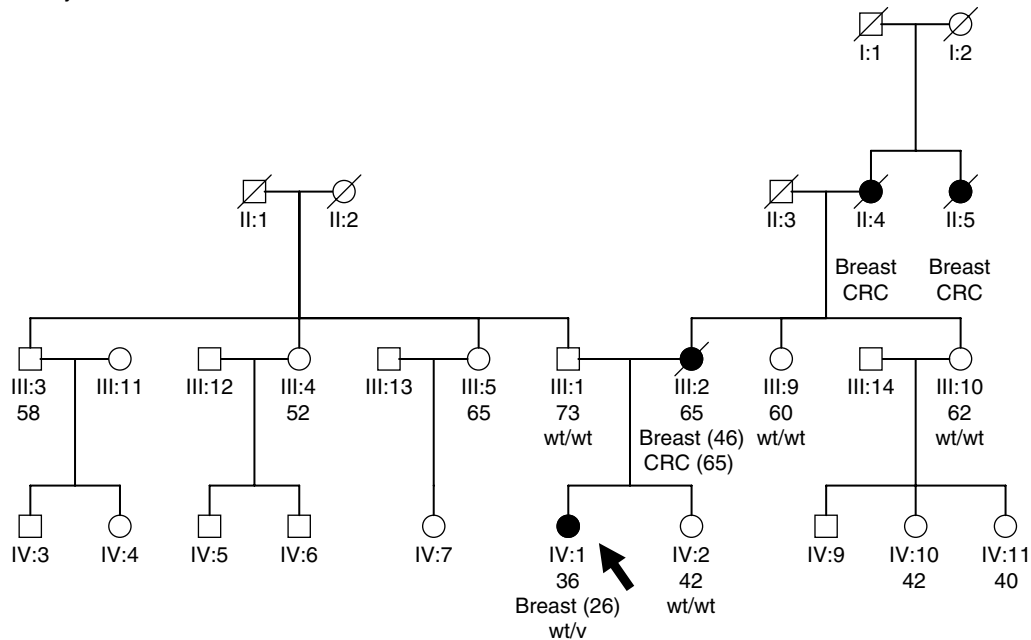 I:1 I:2
II:1 II:2 II:3 II:4 II:5
Breast Breast
CRC CRC
III:3 III:11 III:12 III:4 III:13 III:5 III:1 III:2 III:9 III:14 III:10
58 52 65 73 65 60 62
wt/wt Breast (46) wt/wt wt/wt
CRC (65)
IV:3 IV:4 IV:5 IV:6 IV:7 IV:1 IV:2 IV:9 IV:10 IV:11
36 42 42 40
Breast (26) wt/wt
wt/v